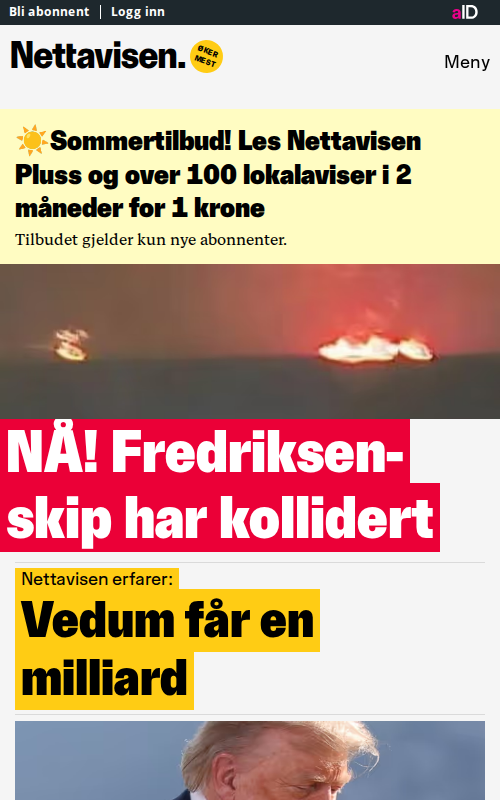 Bli abonnent | Logg inn
aID
Nettavisen.
ØKER
MEST
Meny
☀️Sommertilbud! Les Nettavisen
Pluss og over 100 lokalaviser i 2
måneder for 1 krone
Tilbudet gjelder kun nye abonnenter.
NÅ! Fredriksen-
skip har kollidert
Nettavisen erfarer:
Vedum får en
milliard